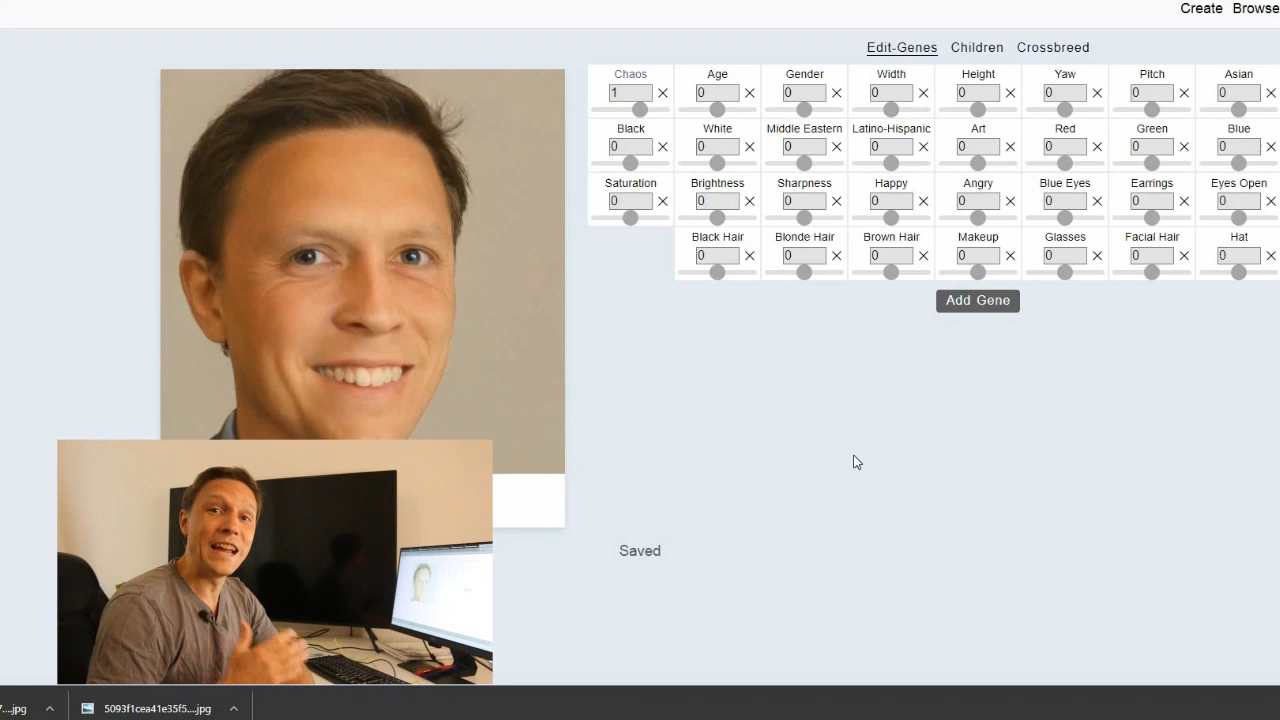 Create Browse
Edit-Genes Children Crossbreed
Chaos Age Gender Width Height Yaw Pitch Asian
1 0 0 0 0 0 0 0
Black White Middle Eastern Latino-Hispanic Art Red Green Blue
0 0 0 0 0 0 0 0
Saturation Brightness Sharpness Happy Angry Blue Eyes Earrings Eyes Open
0 0 0 0 0 0 0 0
Black Hair Blonde Hair Brown Hair Makeup Glasses Facial Hair Hat
0 0 0 0 0 0 0
Add Gene
Saved
7....jpg 5093f1cea41e35f5....jpg